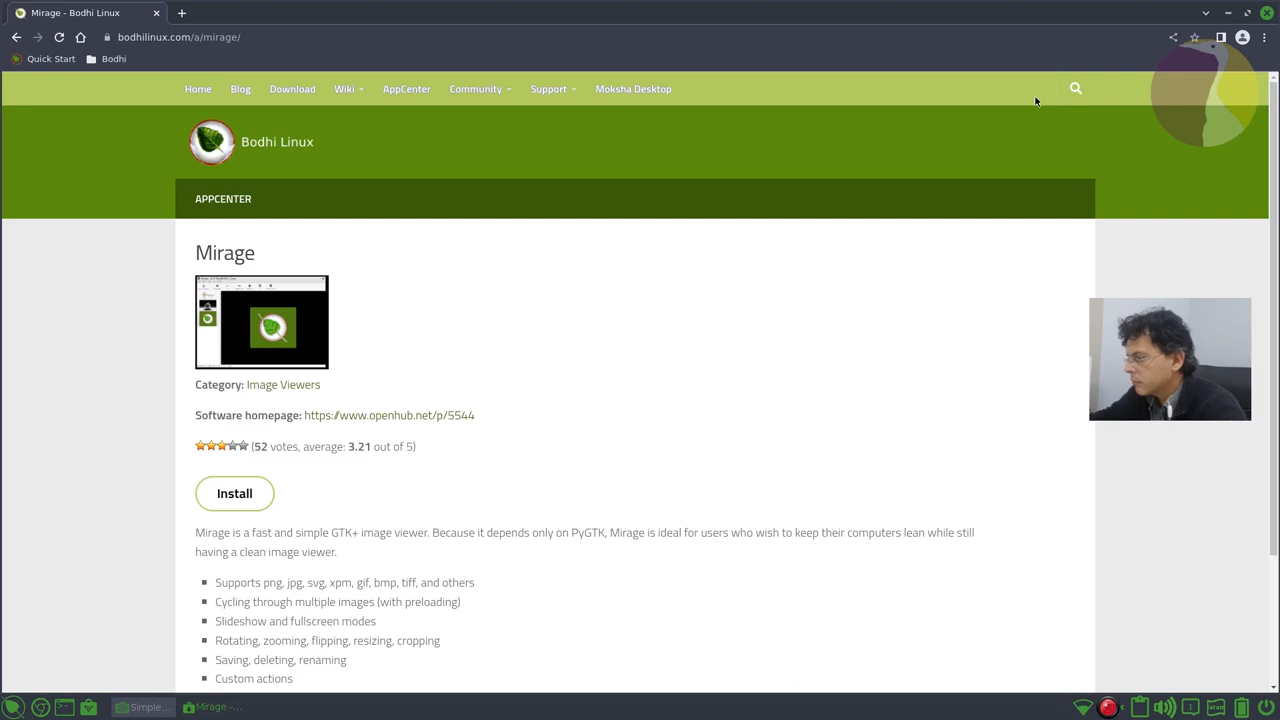 Mirage - Bodhi Linux
bodhilinux.com/a/mirage/
Quick Start Bodhi
Home Blog Download Wiki AppCenter Community Support Moksha Desktop
Bodhi Linux
APPCENTER
Mirage
Category: Image Viewers
Software homepage: https://www.openhub.net/p/5544
(52 votes, average: 3.21 out of 5)
Install
Mirage is a fast and simple GTK+ image viewer. Because it depends only on PyGTK, Mirage is ideal for users who wish to keep their computers lean while still
having a clean image viewer.
Supports png, jpg, svg, xpm, gif, bmp, tiff, and others
Cycling through multiple images (with preloading)
Slideshow and fullscreen modes
Rotating, zooming, flipping, resizing, cropping
Saving, deleting, renaming
Custom actions
Simple... Mirage -...